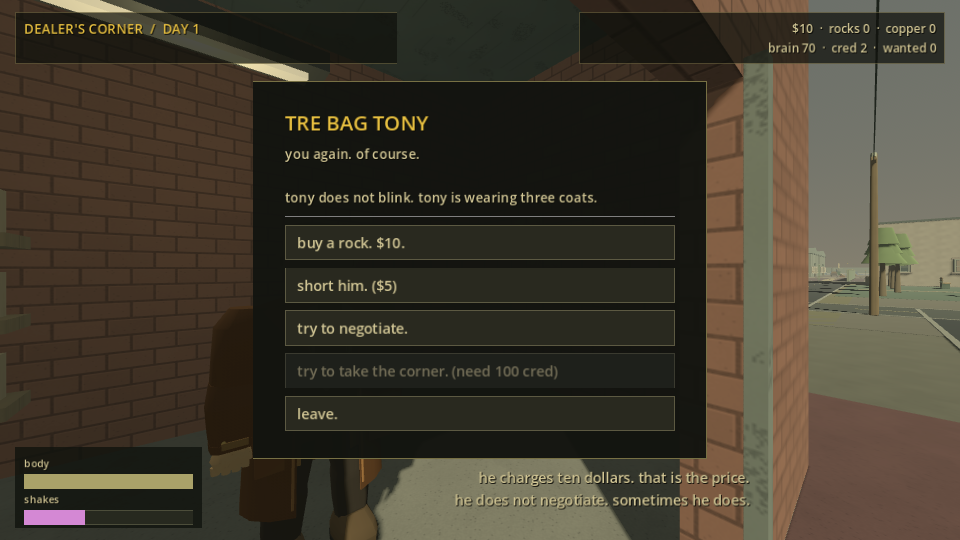 DEALER'S CORNER / DAY 1
$10 · rocks 0 · copper 0
brain 70 · cred 2 · wanted 0
TRE BAG TONY
you again. of course.
tony does not blink. tony is wearing three coats.
buy a rock. $10.
short him. ($5)
try to negotiate.
try to take the corner. (need 100 cred)
leave.
he charges ten dollars. that is the price.
he does not negotiate. sometimes he does.
body
shakes